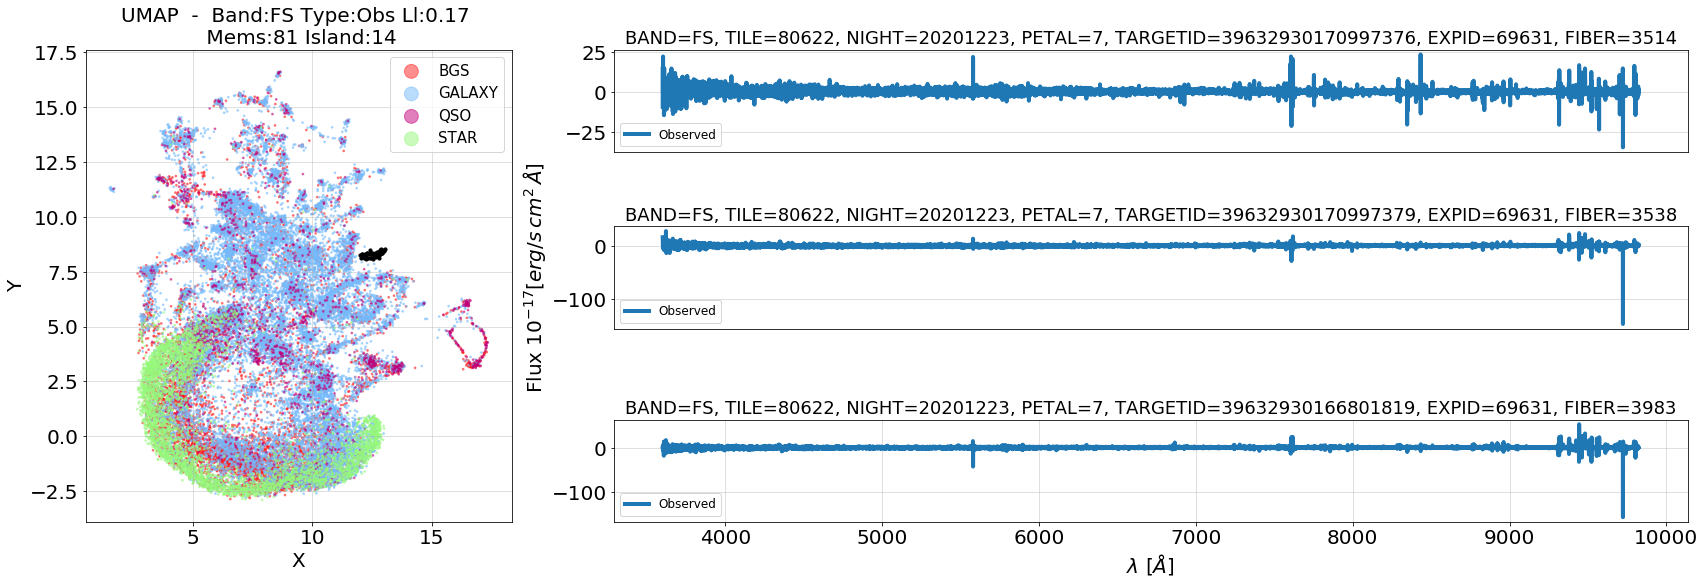 UMAP - Band:FS Type:Obs Ll:0.17
Mems:81 Island:14
17.5
15.0
12.5
10.0
7.5
5.0
2.5
0.0
−2.5
Y
5
10
15
X
BGS
GALAXY
QSO
STAR
Flux 10^{-17}[erg/s cm^2 Å]
BAND=FS, TILE=80622, NIGHT=20201223, PETAL=7, TARGETID=39632930170997376, EXPID=69631, FIBER=3514
25
0
−25
Observed
BAND=FS, TILE=80622, NIGHT=20201223, PETAL=7, TARGETID=39632930170997379, EXPID=69631, FIBER=3538
0
−100
Observed
BAND=FS, TILE=80622, NIGHT=20201223, PETAL=7, TARGETID=39632930166801819, EXPID=69631, FIBER=3983
0
−100
Observed
4000
5000
6000
7000
8000
9000
10000
λ [Å]